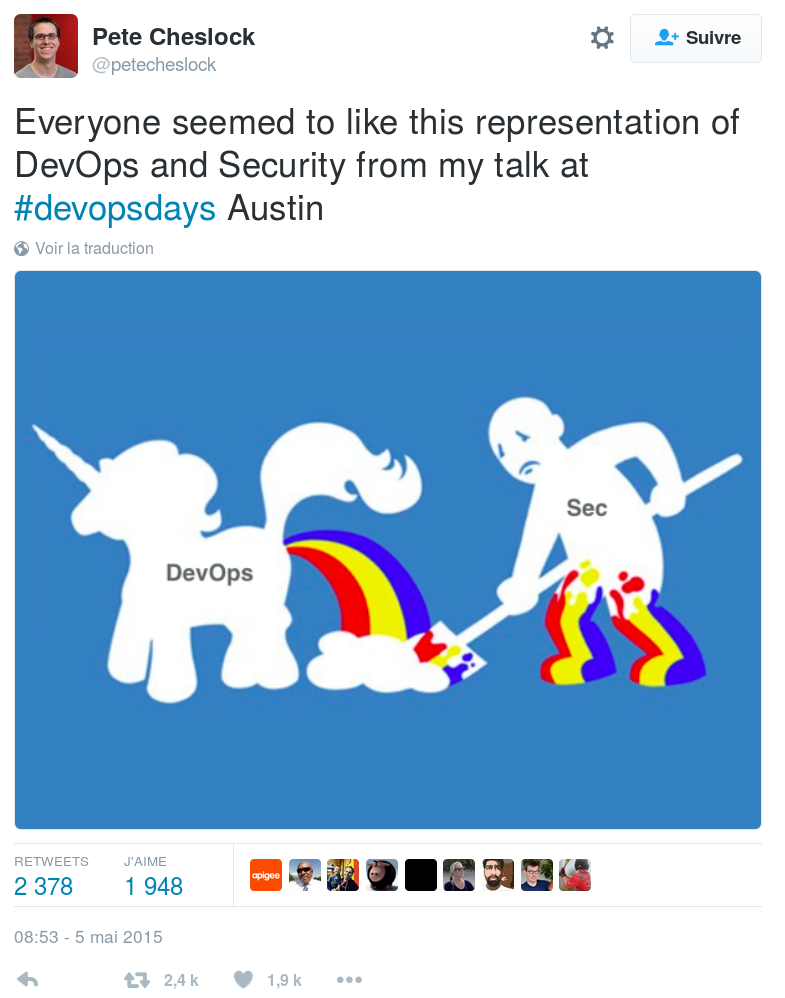 Pete Cheslock
@petecheslock
Suivre
Everyone seemed to like this representation of
DevOps and Security from my talk at
#devopsdays Austin
Voir la traduction
DevOps
Sec
RETWEETS
2 378
J'AIME
1 948
apigee
08:53 - 5 mai 2015
2,4 k
1,9 k